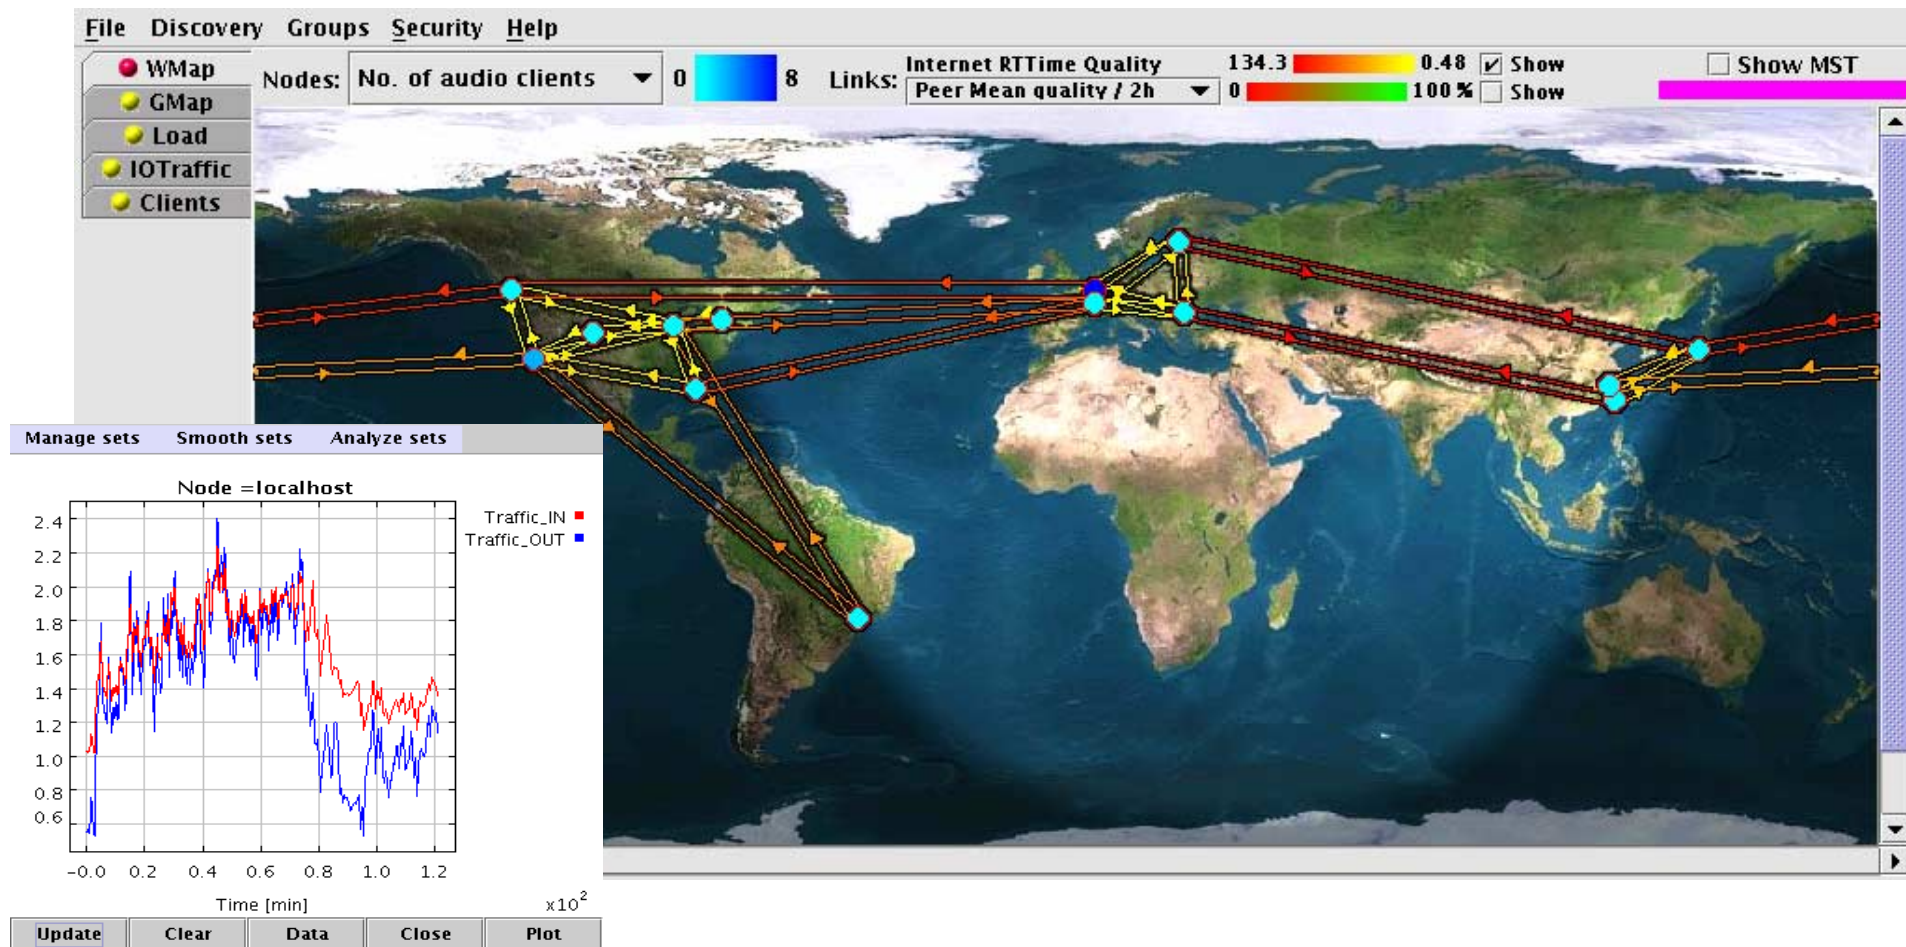 File Discovery Groups Security Help
WMap
GMap
Load
IOTraffic
Clients
Nodes: No. of audio clients 0 8 Links: Internet RTTime Quality 134.3 0.48 Show Show MST
Peer Mean quality / 2h 0 100 % Show
Manage sets Smooth sets Analyze sets
Node =localhost
Traffic_IN
Traffic_OUT
2.4
2.2
2.0
1.8
1.6
1.4
1.2
1.0
0.8
0.6
-0.0 0.2 0.4 0.6 0.8 1.0 1.2
Time [min] x10²
Update Clear Data Close Plot